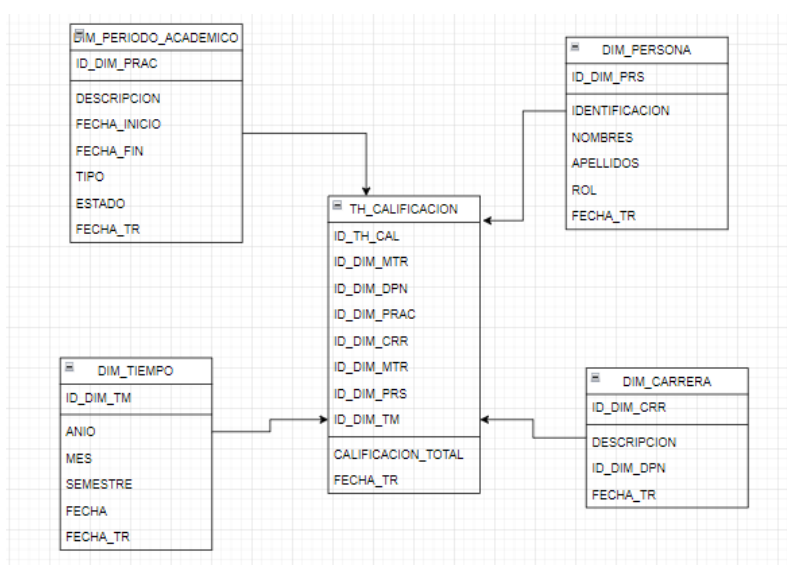 DIM_PERIODO_ACADEMICO
ID_DIM_PRAC
DESCRIPCION
FECHA_INICIO
FECHA_FIN
TIPO
ESTADO
FECHA_TR
DIM_PERSONA
ID_DIM_PRS
IDENTIFICACION
NOMBRES
APELLIDOS
ROL
FECHA_TR
TH_CALIFICACION
ID_TH_CAL
ID_DIM_MTR
ID_DIM_DPN
ID_DIM_PRAC
ID_DIM_CRR
ID_DIM_MTR
ID_DIM_PRS
ID_DIM_TM
CALIFICACION_TOTAL
FECHA_TR
DIM_TIEMPO
ID_DIM_TM
ANIO
MES
SEMESTRE
FECHA
FECHA_TR
DIM_CARRERA
ID_DIM_CRR
DESCRIPCION
ID_DIM_DPN
FECHA_TR